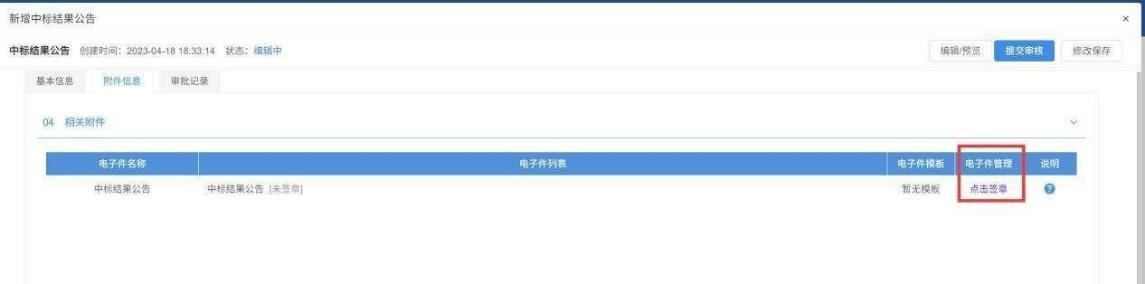 新增中标结果公告 ×
中标结果公告 创建时间：2023-04-18 18:33:14 状态：编辑中 编辑/预览 提交审核 修改保存
基本信息 附件信息 审批记录
04 相关附件
电子件名称 电子件列表 电子件模板 电子件管理 说明
中标结果公告 中标结果公告 [未签章] 暂无模板 点击签章 ?